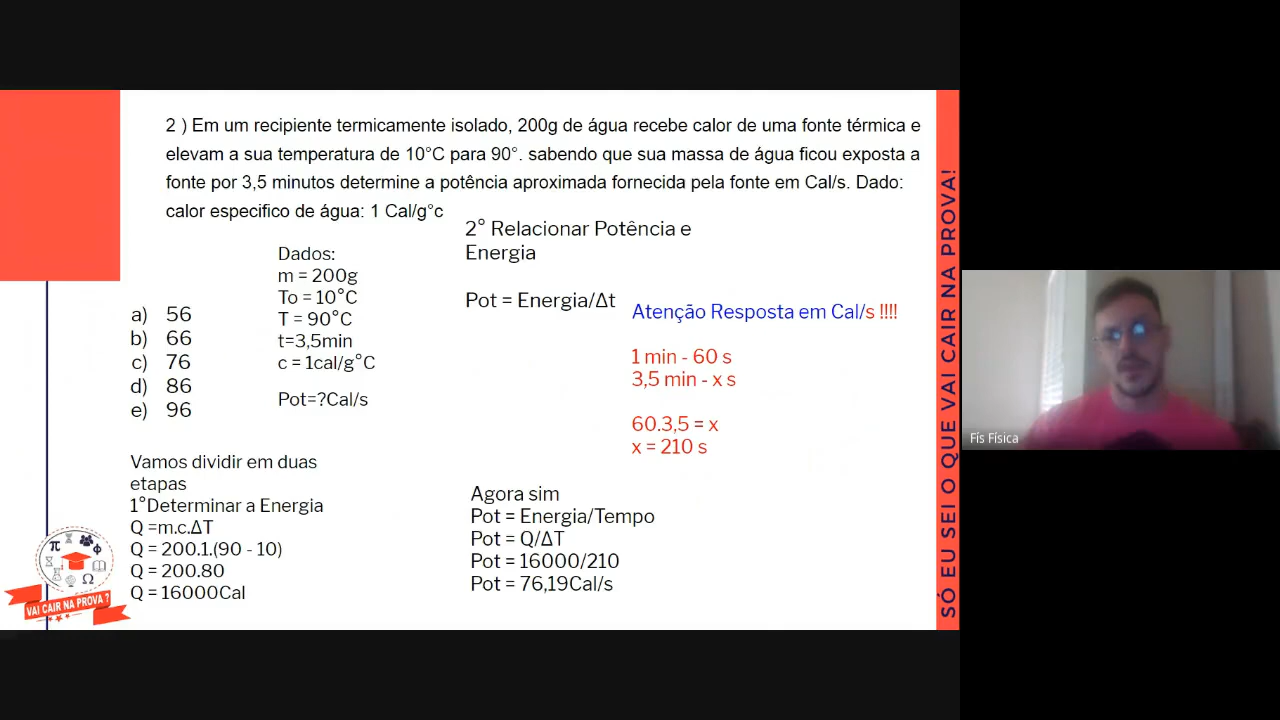 2 ) Em um recipiente termicamente isolado, 200g de água recebe calor de uma fonte térmica e
elevam a sua temperatura de 10°C para 90°. sabendo que sua massa de água ficou exposta a
fonte por 3,5 minutos determine a potência aproximada fornecida pela fonte em Cal/s. Dado:
calor especifico de água: 1 Cal/g°c
a) 56
b) 66
c) 76
d) 86
e) 96
Dados:
m = 200g
To = 10°C
T = 90°C
t=3,5min
c = 1cal/g°C
Pot=?Cal/s
Vamos dividir em duas
etapas
1°Determinar a Energia
Q =m.c.ΔT
Q = 200.1.(90 - 10)
Q = 200.80
Q = 16000Cal
2° Relacionar Potência e
Energia
Pot = Energia/Δt
Atenção Resposta em Cal/s !!!!
1 min - 60 s
3,5 min - x s
60.3,5 = x
x = 210 s
Agora sim
Pot = Energia/Tempo
Pot = Q/ΔT
Pot = 16000/210
Pot = 76,19Cal/s
SÓ EU SEI O QUE VAI CAIR NA PROVA!
π
Φ
Ω
VAI CAIR NA PROVA ?
Fís Física